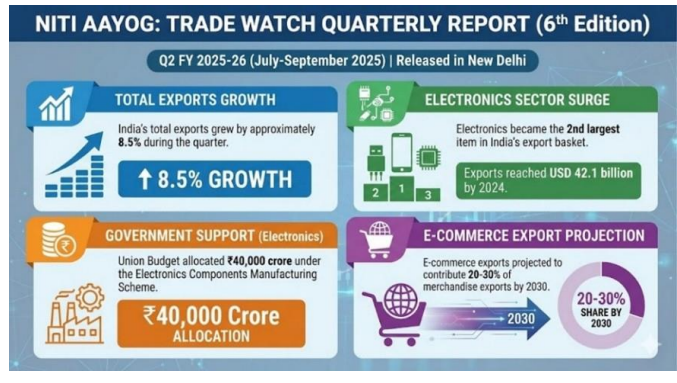 NITI AAYOG: TRADE WATCH QUARTERLY REPORT (6th Edition)
Q2 FY 2025-26 (July-September 2025) | Released in New Delhi
TOTAL EXPORTS GROWTH
India's total exports grew by approximately
8.5% during the quarter.
↑ 8.5% GROWTH
ELECTRONICS SECTOR SURGE
Electronics became the 2nd largest
item in India's export basket.
2 1 3
Exports reached USD 42.1 billion
by 2024.
GOVERNMENT SUPPORT (Electronics)
₹
Union Budget allocated ₹40,000 crore under
the Electronics Components Manufacturing
Scheme.
₹40,000 Crore
ALLOCATION
E-COMMERCE EXPORT PROJECTION
E-commerce exports projected to
contribute 20-30% of
merchandise exports by 2030.
2030
20-30%
SHARE BY
2030